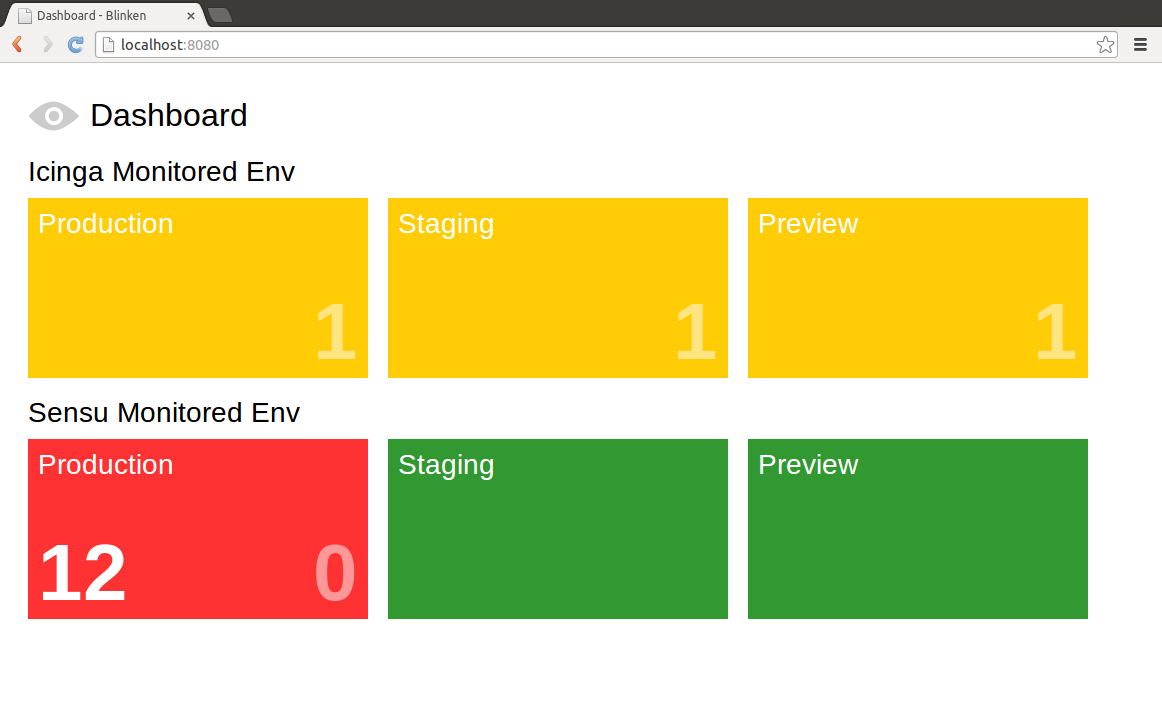 Dashboard - Blinken
localhost:8080
Dashboard
Icinga Monitored Env
Production
Staging
Preview
1
1
1
Sensu Monitored Env
Production
Staging
Preview
12
0